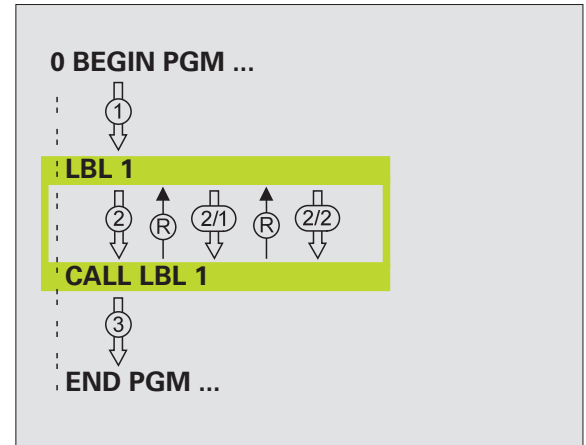 0 BEGIN PGM ...
1
LBL 1
2 R 2/1 R 2/2
CALL LBL 1
3
END PGM ...